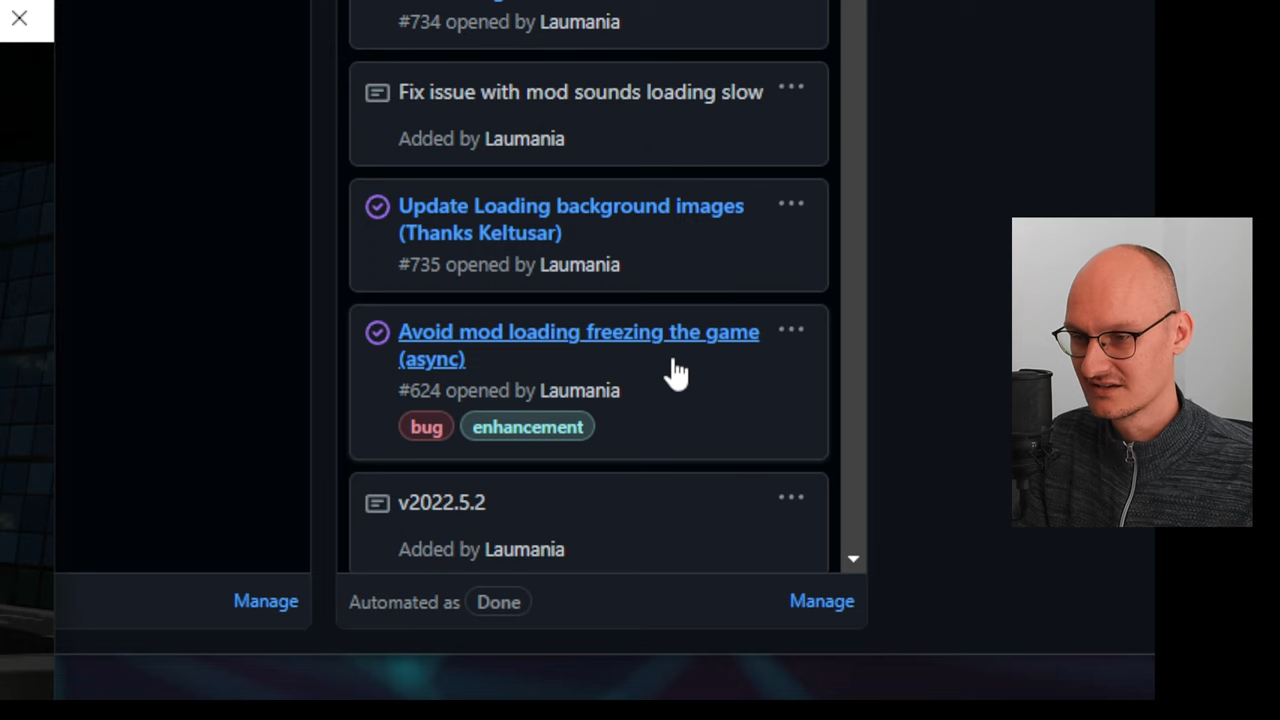 #734 opened by Laumania
Fix issue with mod sounds loading slow
Added by Laumania
Update Loading background images
(Thanks Keltusar)
#735 opened by Laumania
Avoid mod loading freezing the game
(async)
#624 opened by Laumania
bug enhancement
v2022.5.2
Added by Laumania
Manage
Automated as Done
Manage